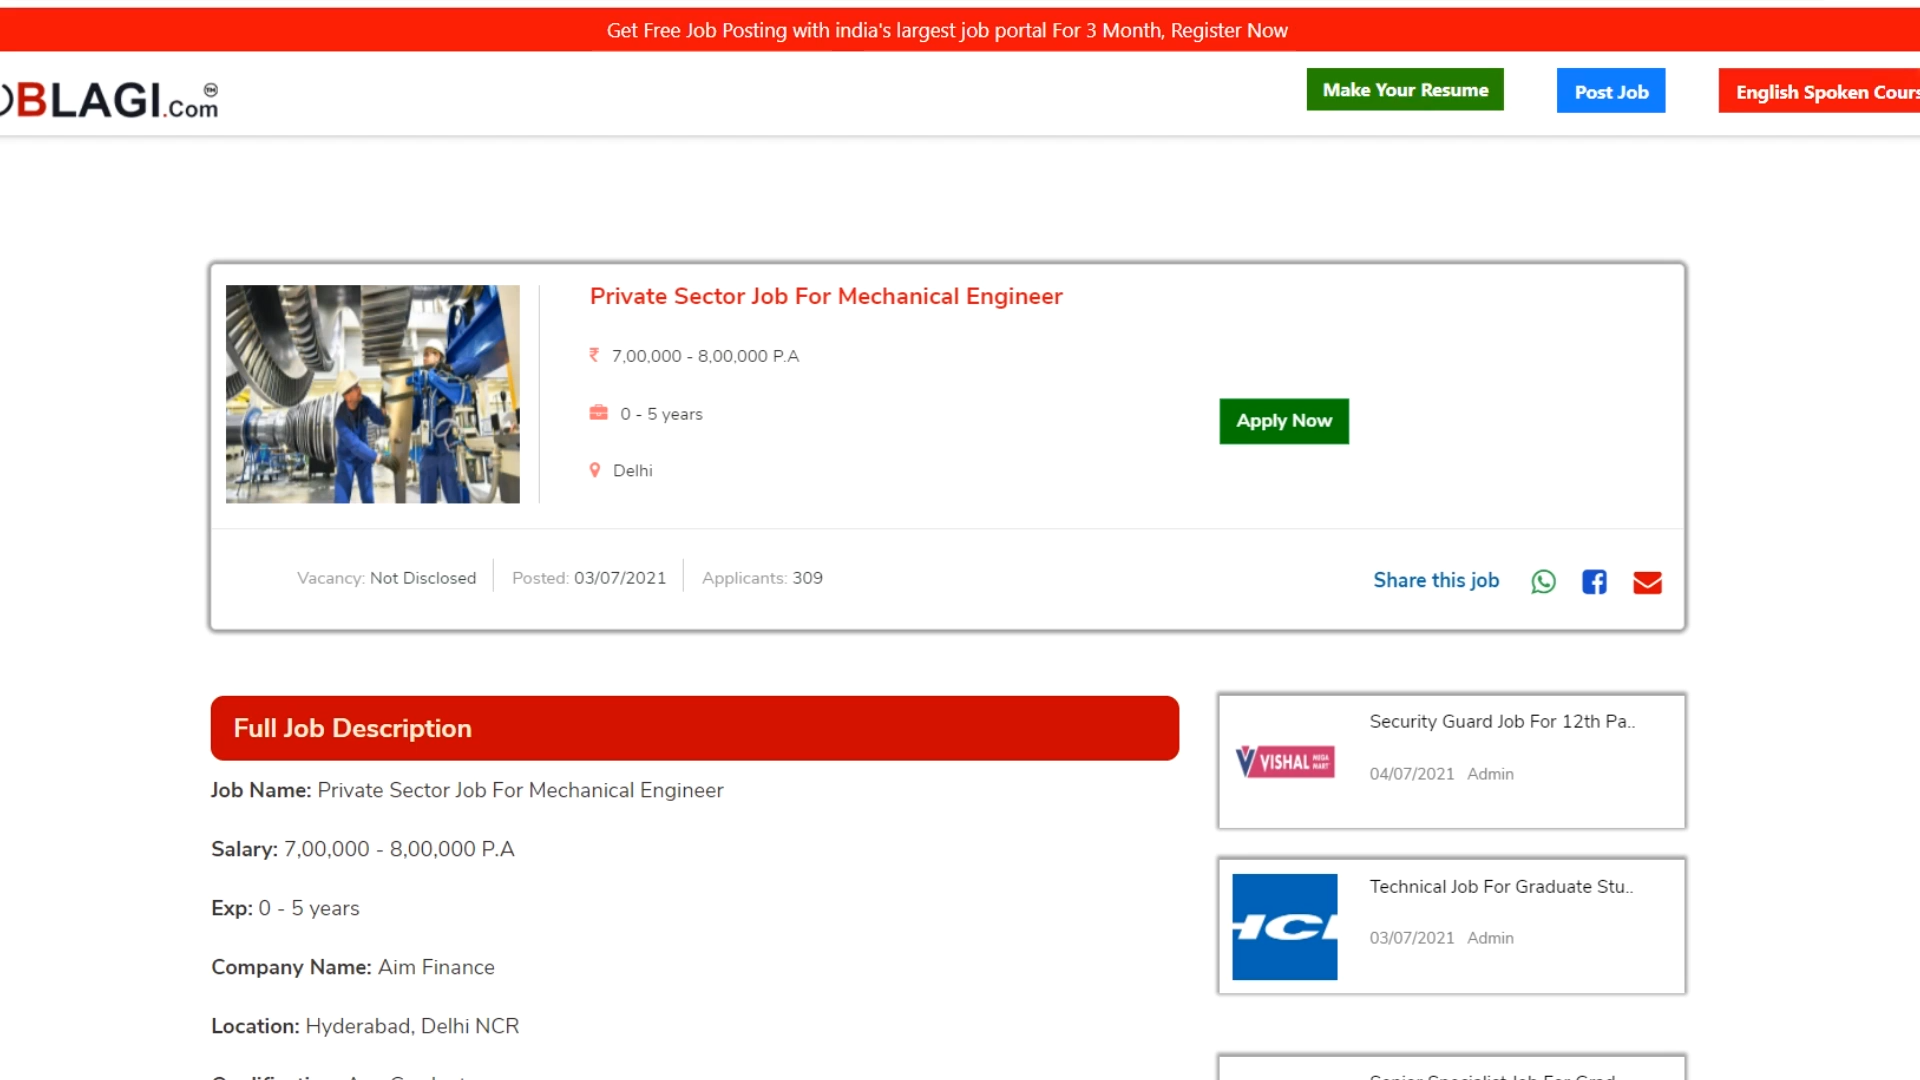 Get Free Job Posting with india's largest job portal For 3 Month, Register Now
OBLAGI.Com TM
Make Your Resume
Post Job
English Spoken Cours
Private Sector Job For Mechanical Engineer
₹ 7,00,000 - 8,00,000 P.A
0 - 5 years
Apply Now
Delhi
Vacancy: Not Disclosed
Posted: 03/07/2021
Applicants: 309
Share this job
Full Job Description
Job Name: Private Sector Job For Mechanical Engineer
Salary: 7,00,000 - 8,00,000 P.A
Exp: 0 - 5 years
Company Name: Aim Finance
Location: Hyderabad, Delhi NCR
VISHAL MEGA MART
Security Guard Job For 12th Pa..
04/07/2021 Admin
HCL
Technical Job For Graduate Stu..
03/07/2021 Admin